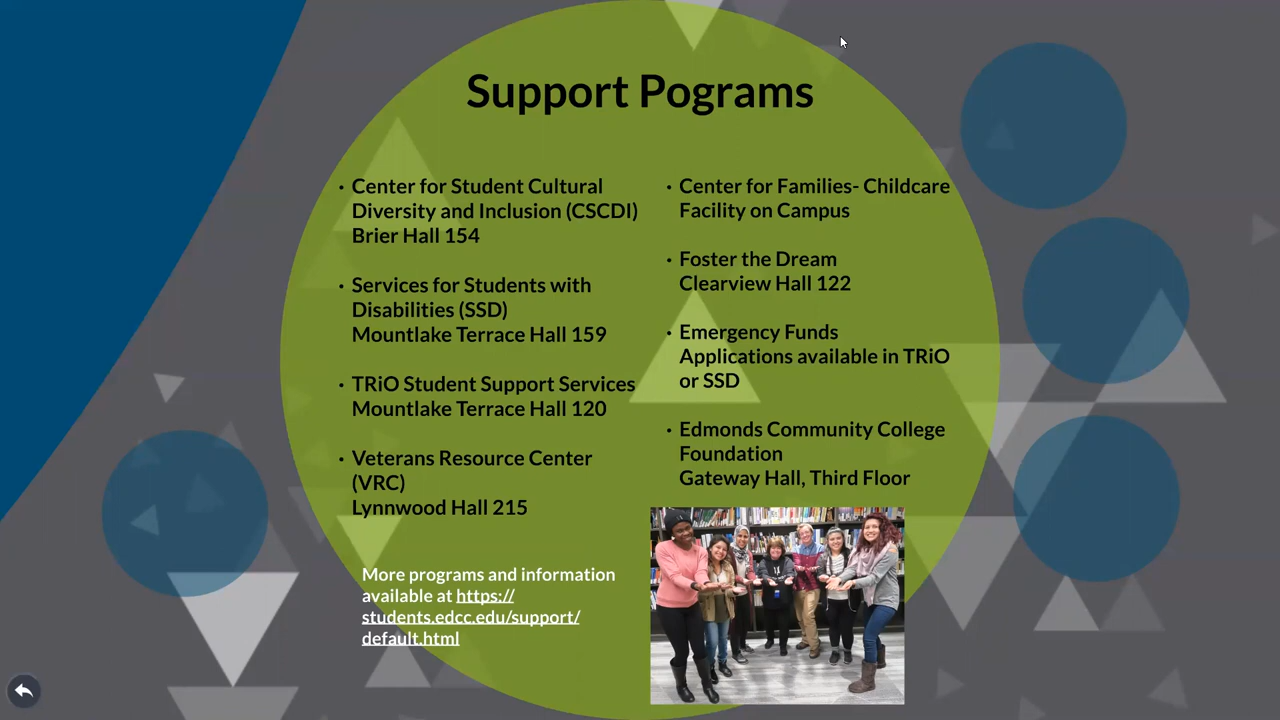 Support Pograms
• Center for Student Cultural
Diversity and Inclusion (CSCDI)
Brier Hall 154
• Services for Students with
Disabilities (SSD)
Mountlake Terrace Hall 159
• TRiO Student Support Services
Mountlake Terrace Hall 120
• Veterans Resource Center
(VRC)
Lynnwood Hall 215
More programs and information
available at https://
students.edcc.edu/support/
default.html
• Center for Families- Childcare
Facility on Campus
• Foster the Dream
Clearview Hall 122
• Emergency Funds
Applications available in TRiO
or SSD
• Edmonds Community College
Foundation
Gateway Hall, Third Floor